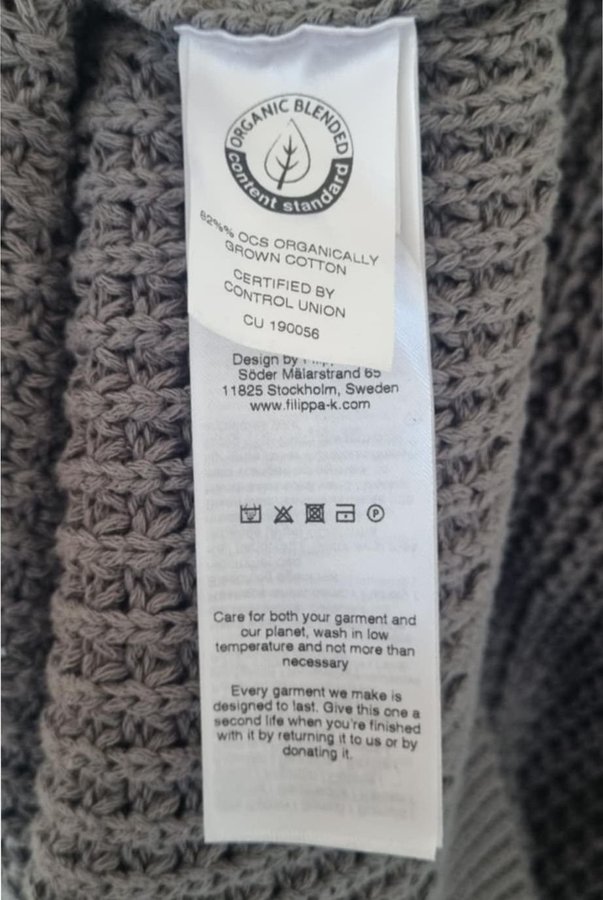 ORGANIC BLENDED
content standard
62%% OCS ORGANICALLY
GROWN COTTON
CERTIFIED BY
CONTROL UNION
CU 190056
Design by
Söder Mälarstrand 65
11825 Stockholm, Sweden
www.filippa-k.com
P
Care for both your garment and
our planet, wash in low
temperature and not more than
necessary
Every garment we make is
designed to last. Give this one a
second life when you're finished
with it by returning it to us or by
donating it.